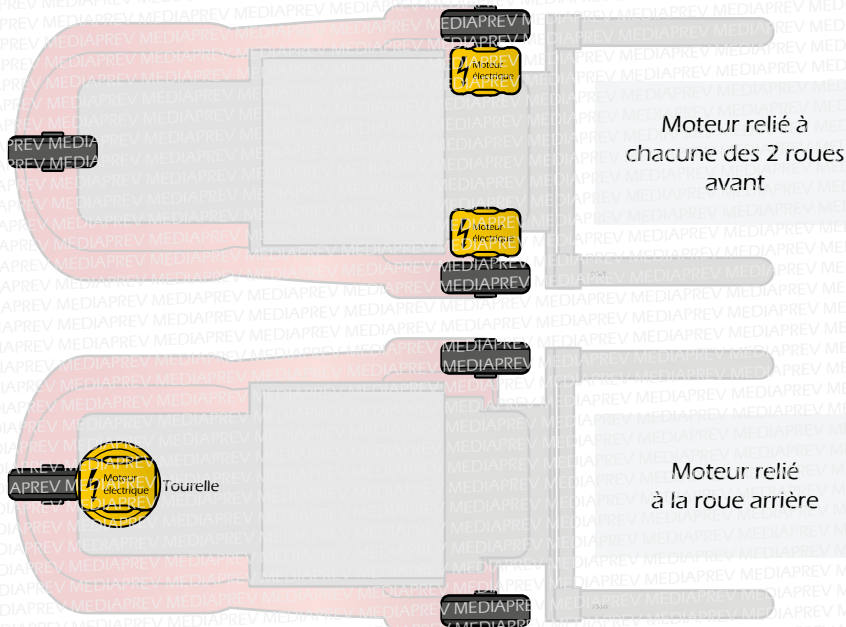 Moteur
électrique
Moteur relié à
chacune des 2 roues
avant
Moteur
électrique
Moteur
électrique
Tourelle
Moteur relié
à la roue arrière
MEDIAPREV